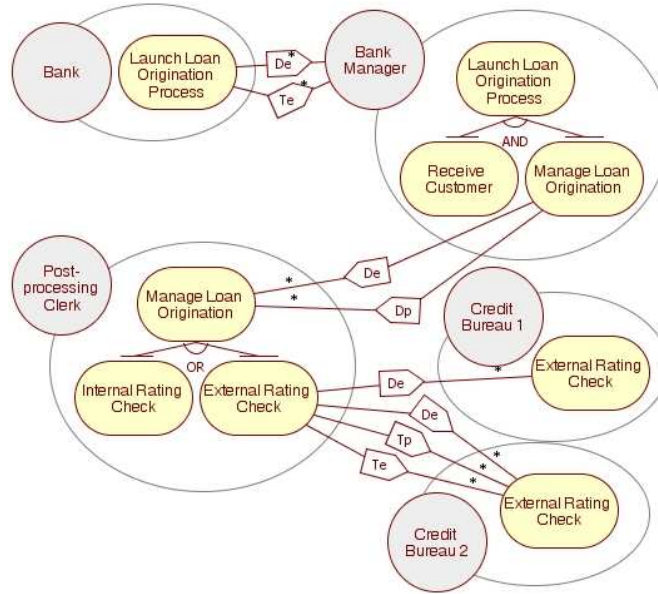 Bank
Launch Loan
Origination
Process
De
*
Te
*
Bank
Manager
Launch Loan
Origination
Process
AND
Receive
Customer
Manage Loan
Origination
Post-
processing
Clerk
Manage Loan
Origination
*
De
*
Dp
OR
Internal Rating
Check
External Rating
Check
Credit
Bureau 1
De
*
External Rating
Check
De
*
Tp
*
Te
*
External Rating
Check
Credit
Bureau 2